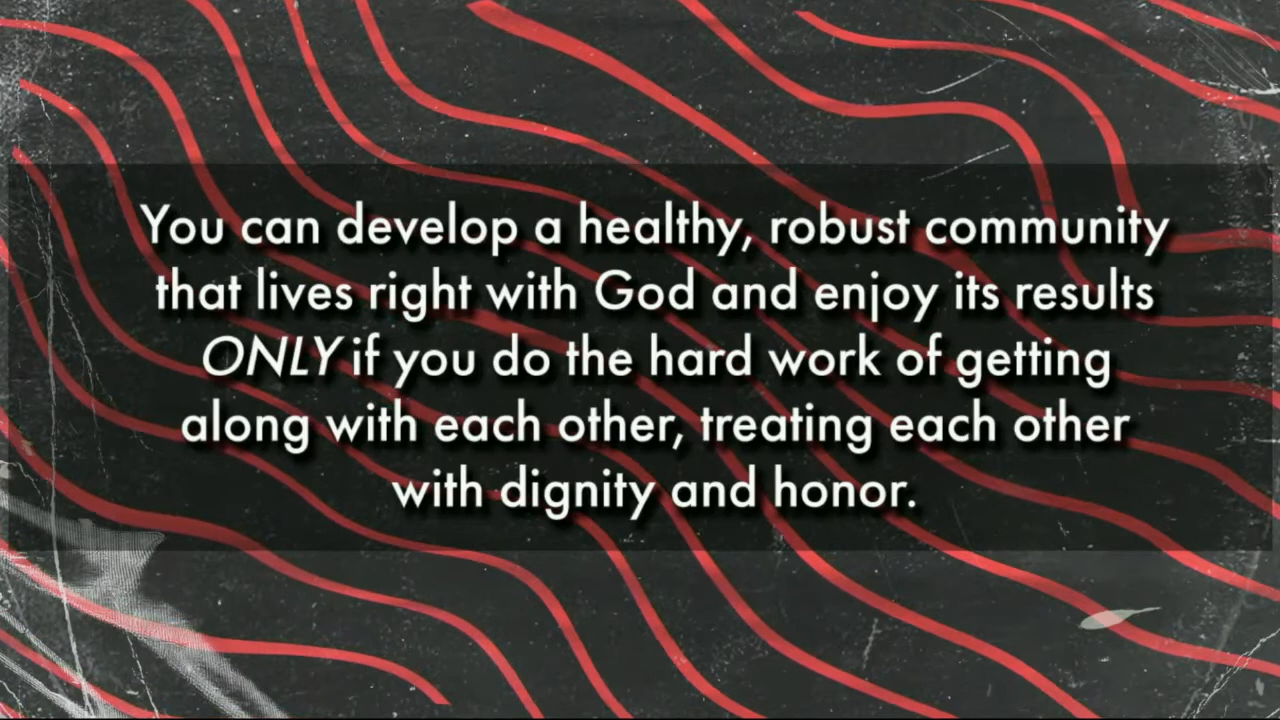 You can develop a healthy, robust community
that lives right with God and enjoy its results
ONLY if you do the hard work of getting
along with each other, treating each other
with dignity and honor.